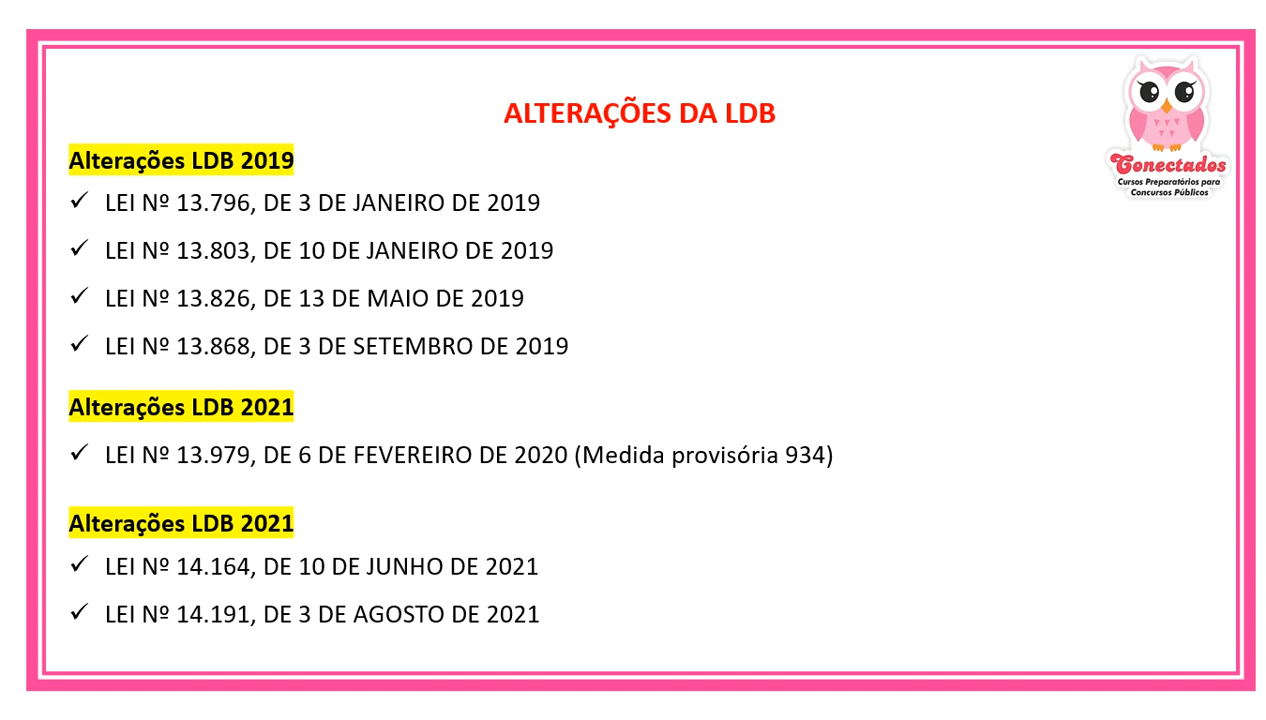 ALTERAÇÕES DA LDB
Conectados
Cursos Preparatórios para
Concursos Públicos
Alterações LDB 2019
✓ LEI Nº 13.796, DE 3 DE JANEIRO DE 2019
✓ LEI Nº 13.803, DE 10 DE JANEIRO DE 2019
✓ LEI Nº 13.826, DE 13 DE MAIO DE 2019
✓ LEI Nº 13.868, DE 3 DE SETEMBRO DE 2019
Alterações LDB 2021
✓ LEI Nº 13.979, DE 6 DE FEVEREIRO DE 2020 (Medida provisória 934)
Alterações LDB 2021
✓ LEI Nº 14.164, DE 10 DE JUNHO DE 2021
✓ LEI Nº 14.191, DE 3 DE AGOSTO DE 2021